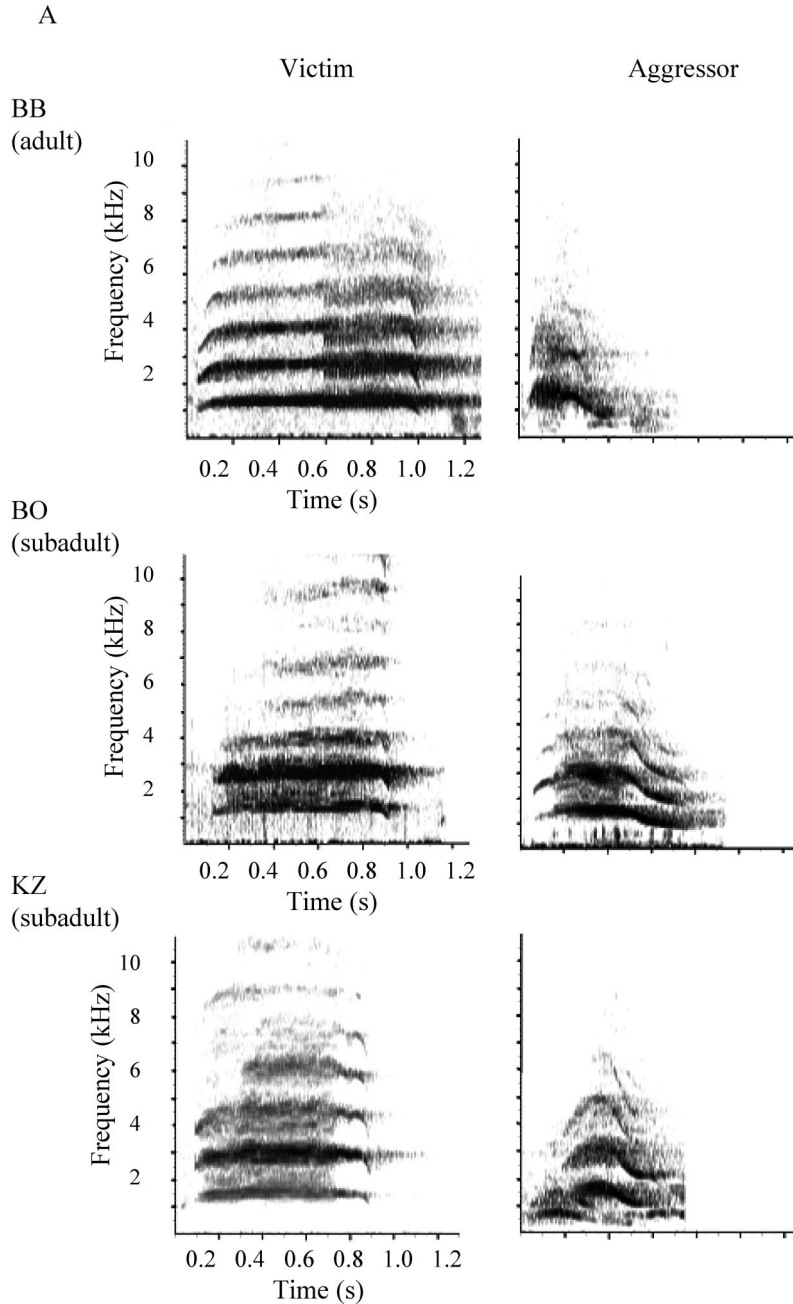 A
Victim Aggressor
BB
(adult)
Frequency (kHz)
10
8
6
4
2
0.2 0.4 0.6 0.8 1.0 1.2
Time (s)
BO
(subadult)
Frequency (kHz)
10
8
6
4
2
0.2 0.4 0.6 0.8 1.0 1.2
Time (s)
KZ
(subadult)
Frequency (kHz)
10
8
6
4
2
0.2 0.4 0.6 0.8 1.0 1.2
Time (s)